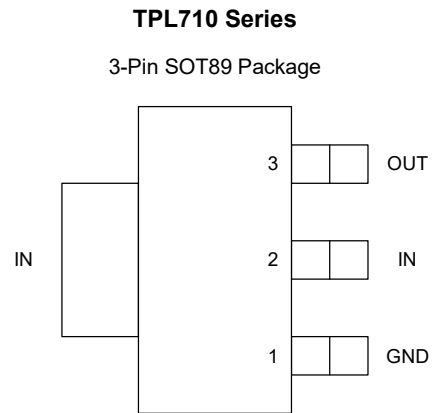 TPL710 Series
3-Pin SOT89 Package
3 OUT
IN 2 IN
1 GND